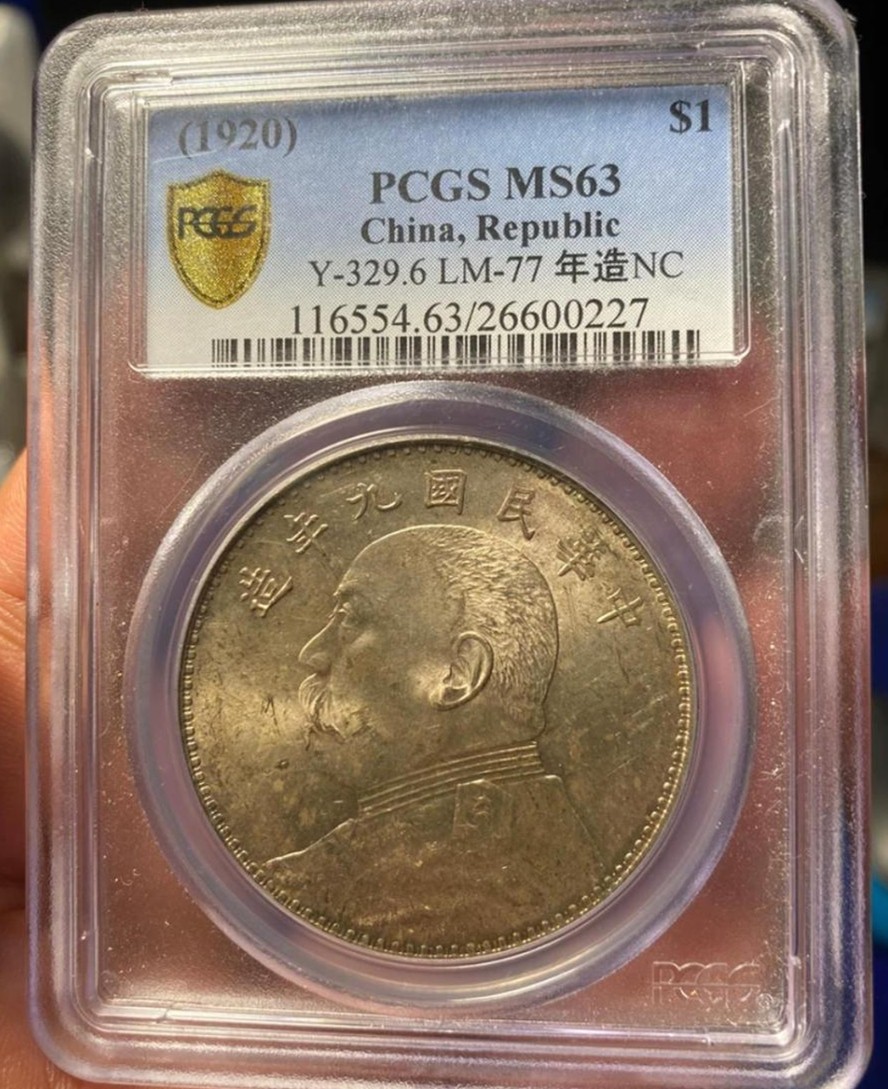 (1920)
$1
PCGS
PCGS MS63
China, Republic
Y-329.6 LM-77 年造NC
116554.63/26600227
造年九國民華中
PCGS